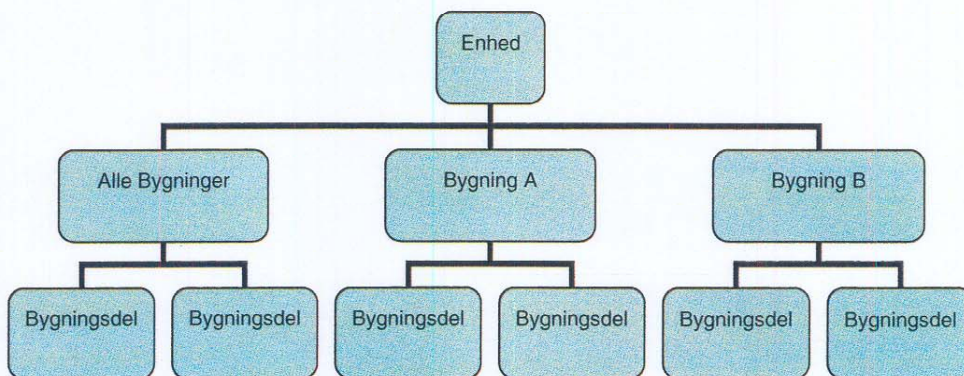 Enhed
Alle Bygninger
Bygning A
Bygning B
Bygningsdel
Bygningsdel
Bygningsdel
Bygningsdel
Bygningsdel
Bygningsdel